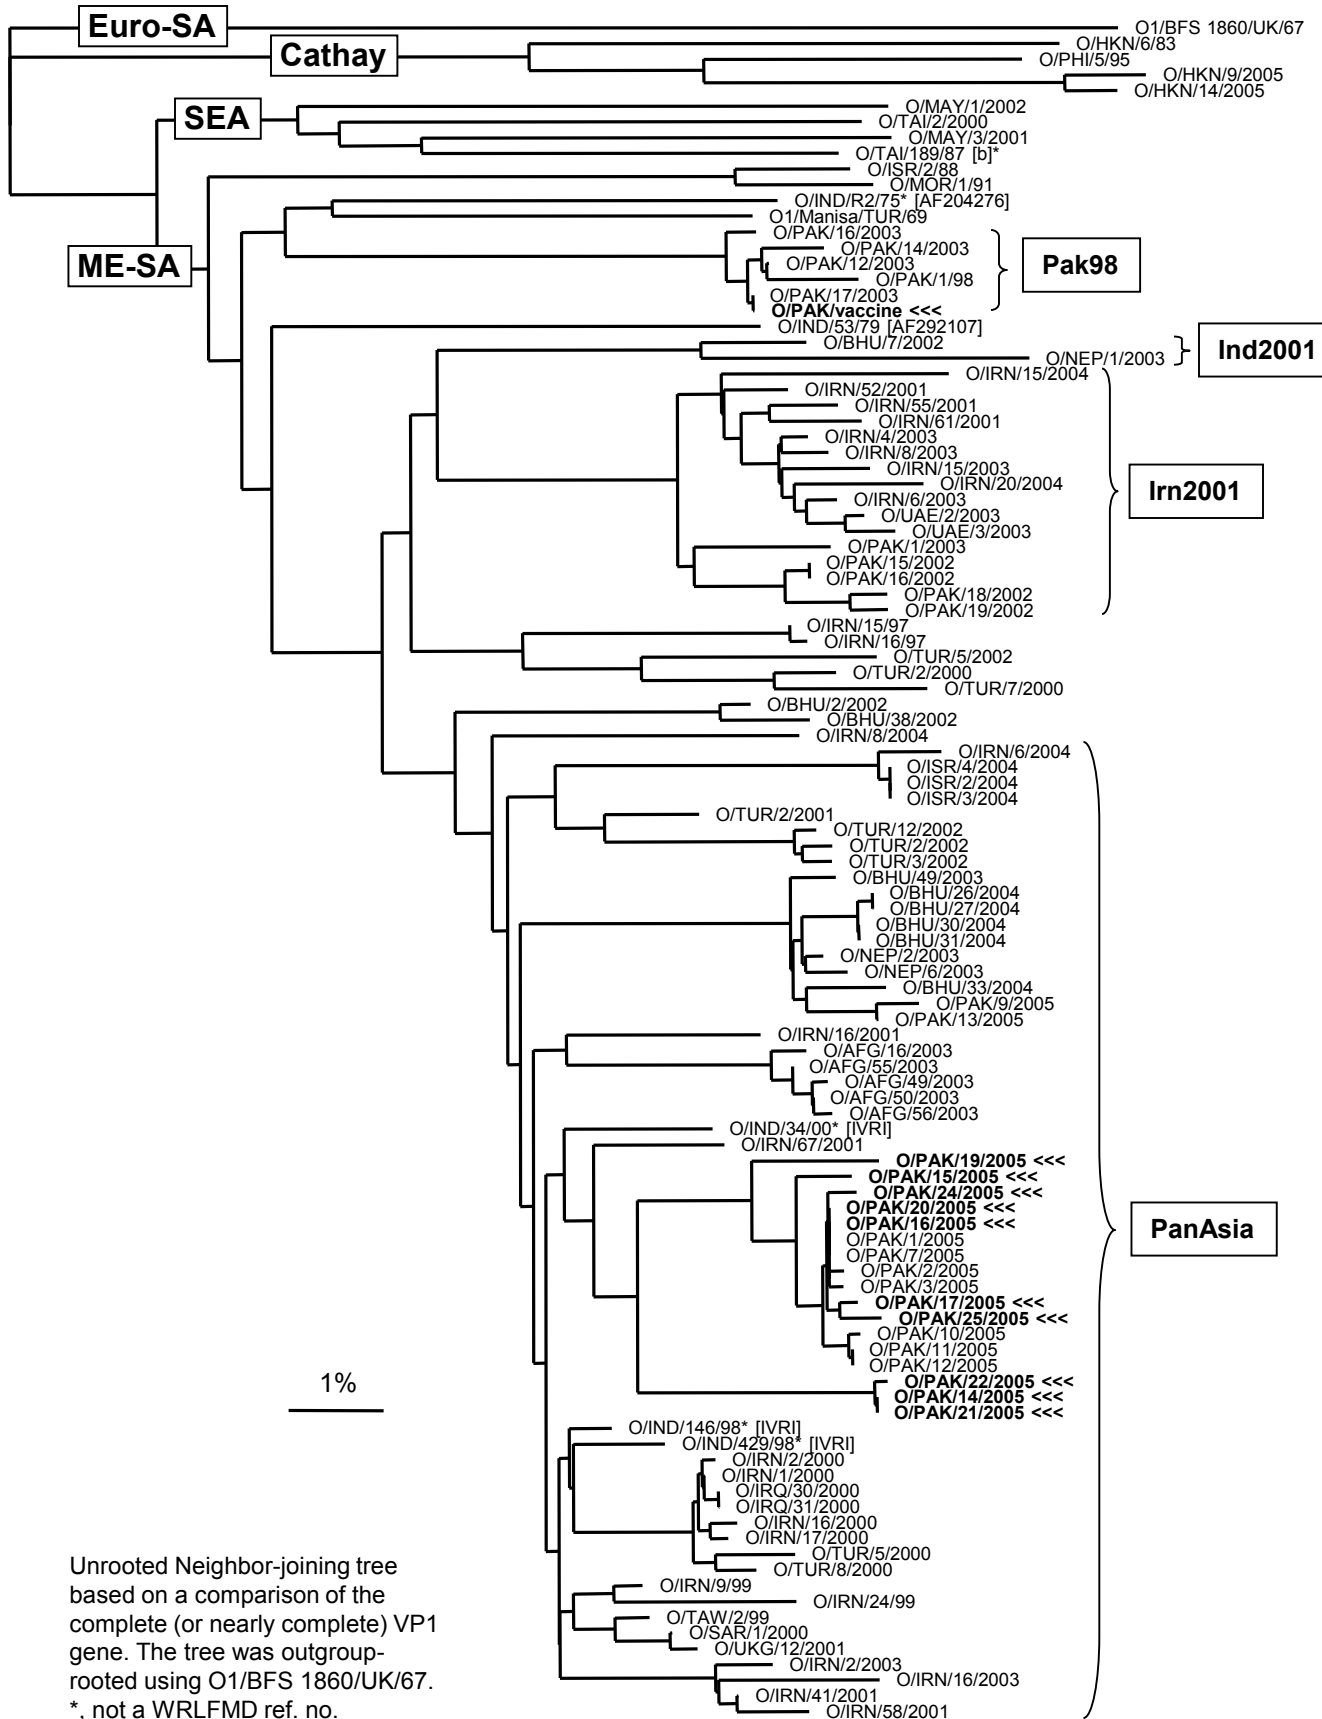 Euro-SA
O1/BFS 1860/UK/67
O/HKN/6/83
Cathay
O/PHI/5/95
O/HKN/9/2005
O/HKN/14/2005
O/MAY/1/2002
SEA
O/TAI/2/2000
O/MAY/3/2001
O/TAI/189/87 [b]*
O/ISR/2/88
O/MOR/1/91
O/IND/R2/75* [AF204276]
O1/Manisa/TUR/69
O/PAK/16/2003
O/PAK/14/2003
O/PAK/12/2003
ME-SA
Pak98
O/PAK/1/98
O/PAK/17/2003
O/PAK/vaccine <<<
O/IND/53/79 [AF292107]
O/BHU/7/2002
Ind2001
O/NEP/1/2003
O/IRN/15/2004
O/IRN/52/2001
O/IRN/55/2001
O/IRN/61/2001
O/IRN/4/2003
O/IRN/8/2003
O/IRN/15/2003
O/IRN/20/2004
Irn2001
O/IRN/6/2003
O/UAE/2/2003
O/UAE/3/2003
O/PAK/1/2003
O/PAK/15/2002
O/PAK/16/2002
O/PAK/18/2002
O/PAK/19/2002
O/IRN/15/97
O/IRN/16/97
O/TUR/5/2002
O/TUR/2/2000
O/TUR/7/2000
O/BHU/2/2002
O/BHU/38/2002
O/IRN/8/2004
O/IRN/6/2004
O/ISR/4/2004
O/ISR/2/2004
O/ISR/3/2004
O/TUR/2/2001
O/TUR/12/2002
O/TUR/2/2002
O/TUR/3/2002
O/BHU/49/2003
O/BHU/26/2004
O/BHU/27/2004
O/BHU/30/2004
O/BHU/31/2004
O/NEP/2/2003
O/NEP/6/2003
O/BHU/33/2004
O/PAK/9/2005
O/PAK/13/2005
O/IRN/16/2001
O/AFG/16/2003
O/AFG/55/2003
O/AFG/49/2003
O/AFG/50/2003
O/AFG/56/2003
O/IND/34/00* [IVRI]
O/IRN/67/2001
O/PAK/19/2005 <<<
O/PAK/15/2005 <<<
O/PAK/24/2005 <<<
O/PAK/20/2005 <<<
O/PAK/16/2005 <<<
PanAsia
O/PAK/1/2005
O/PAK/7/2005
O/PAK/2/2005
O/PAK/3/2005
O/PAK/17/2005 <<<
O/PAK/25/2005 <<<
O/PAK/10/2005
O/PAK/11/2005
O/PAK/12/2005
1%
O/PAK/22/2005 <<<
O/PAK/14/2005 <<<
O/PAK/21/2005 <<<
O/IND/146/98* [IVRI]
O/IND/429/98* [IVRI]
O/IRN/2/2000
O/IRN/1/2000
O/IRQ/30/2000
O/IRQ/31/2000
O/IRN/16/2000
O/IRN/17/2000
O/TUR/5/2000
O/TUR/8/2000
O/IRN/9/99
O/IRN/24/99
O/TAW/2/99
O/SAR/1/2000
O/UKG/12/2001
O/IRN/2/2003
O/IRN/16/2003
O/IRN/41/2001
O/IRN/58/2001
Unrooted Neighbor-joining tree
based on a comparison of the
complete (or nearly complete) VP1
gene. The tree was outgroup-
rooted using O1/BFS 1860/UK/67.
*, not a WRLFMD ref. no.